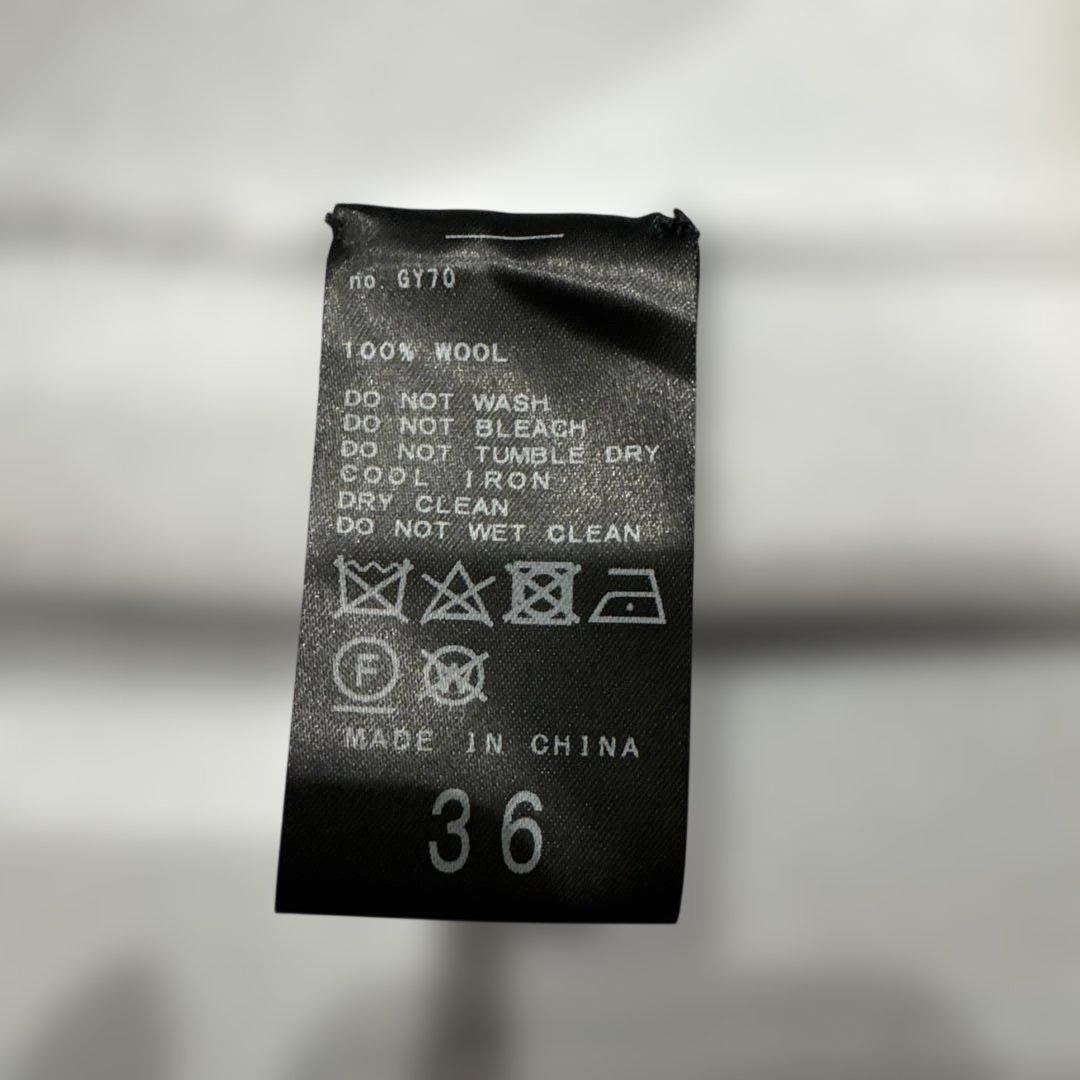 no. GY70
100% WOOL
DO NOT WASH
DO NOT BLEACH
DO NOT TUMBLE DRY
COOL IRON
DRY CLEAN
DO NOT WET CLEAN
F W
MADE IN CHINA
36